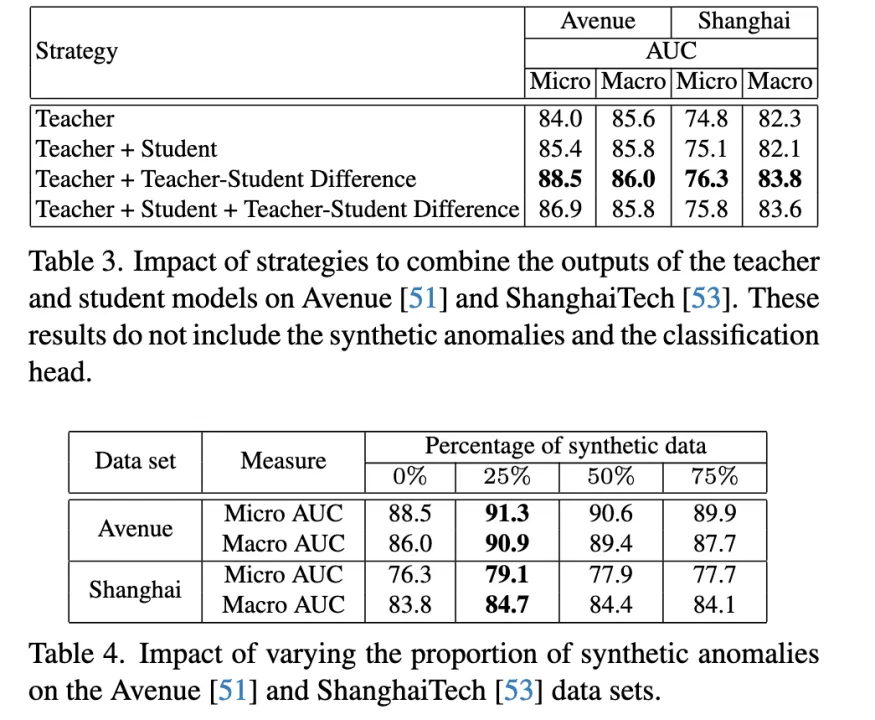 Strategy Avenue Shanghai
AUC
Micro Macro Micro Macro
Teacher 84.0 85.6 74.8 82.3
Teacher + Student 85.4 85.8 75.1 82.1
Teacher + Teacher-Student Difference 88.5 86.0 76.3 83.8
Teacher + Student + Teacher-Student Difference 86.9 85.8 75.8 83.6
Table 3. Impact of strategies to combine the outputs of the teacher
and student models on Avenue [51] and ShanghaiTech [53]. These
results do not include the synthetic anomalies and the classification
head.
Data set Measure Percentage of synthetic data
0% 25% 50% 75%
Avenue Micro AUC 88.5 91.3 90.6 89.9
Macro AUC 86.0 90.9 89.4 87.7
Shanghai Micro AUC 76.3 79.1 77.9 77.7
Macro AUC 83.8 84.7 84.4 84.1
Table 4. Impact of varying the proportion of synthetic anomalies
on the Avenue [51] and ShanghaiTech [53] data sets.